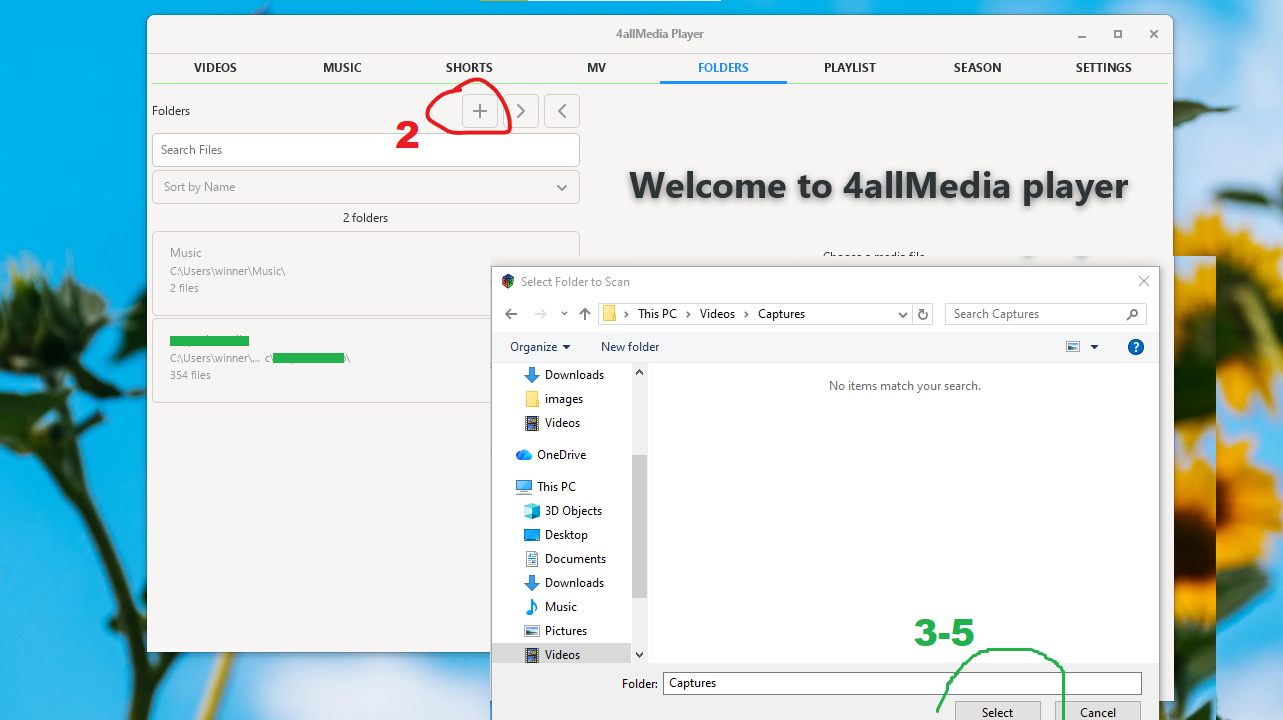 4allMedia Player
VIDEOS MUSIC SHORTS MV FOLDERS PLAYLIST SEASON SETTINGS
Folders
2
Search Files
Sort by Name
2 folders
Music
C:\Users\winner\Music\
2 files
C:\Users\winner\... c\
354 files
Welcome to 4allMedia player
Choose a media file
Select Folder to Scan
This PC > Videos > Captures
Search Captures
Organize
New folder
?
No items match your search.
Downloads
images
Videos
OneDrive
This PC
3D Objects
Desktop
Documents
Downloads
Music
Pictures
Videos
3-5
Folder: Captures
Select
Cancel